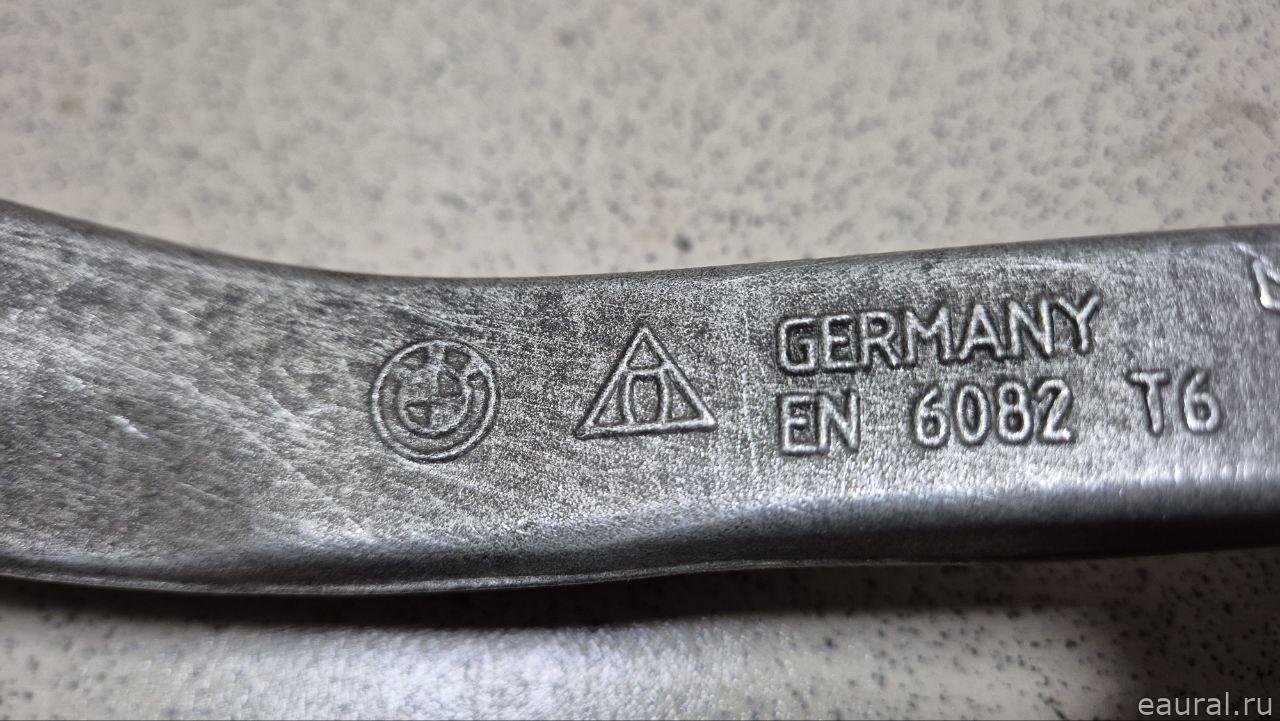 GERMANY
EN 6082 T6
eaural.ru